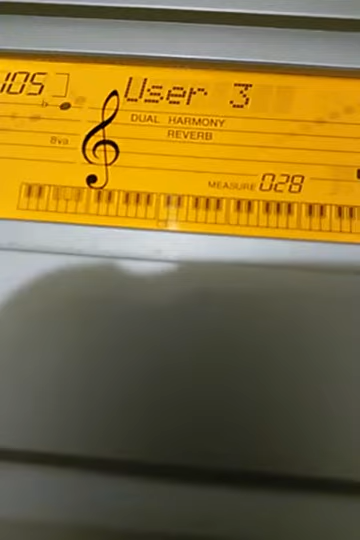 105 User 3
DUAL HARMONY
REVERB
8va
MEASURE 028